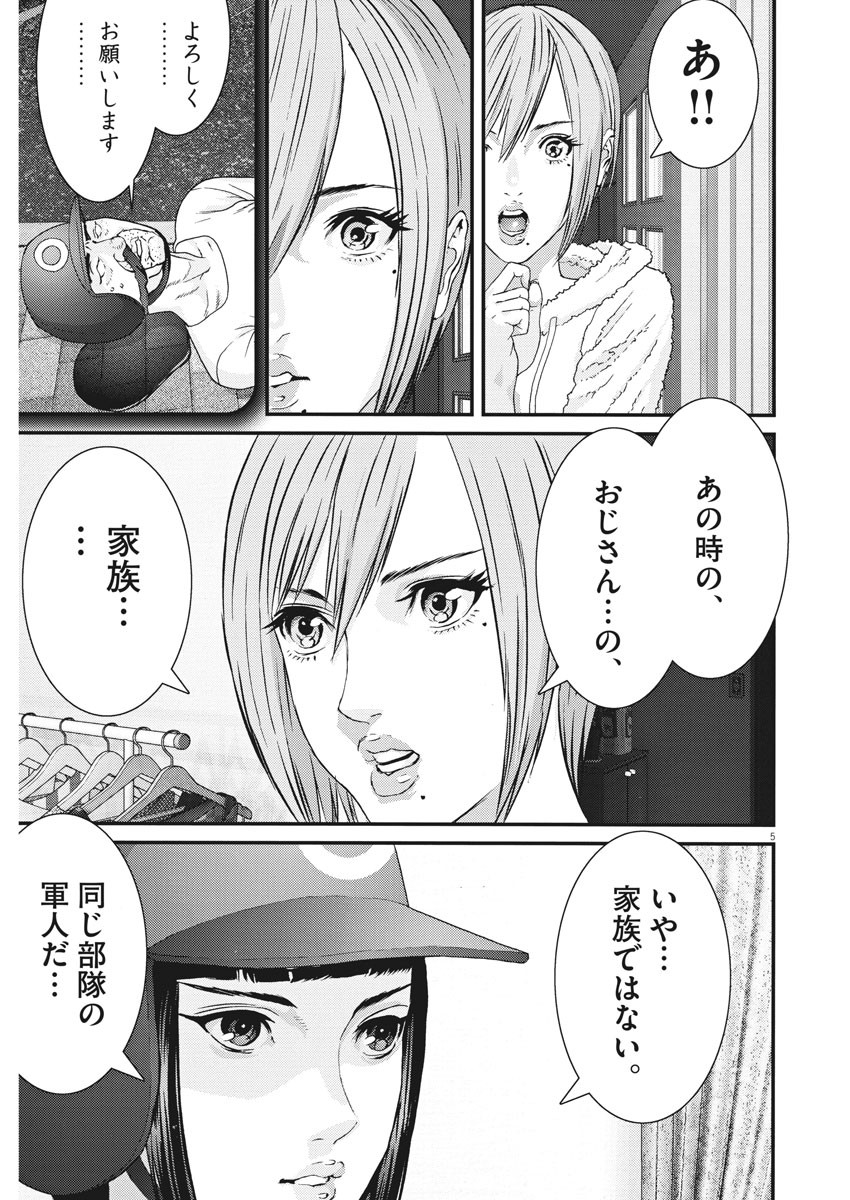 あ!!
よろしく
………
お願いします
………
あの時の、
おじさん…の、
家族…
…
いや…
家族ではない。
同じ部隊の
軍人だ…
5